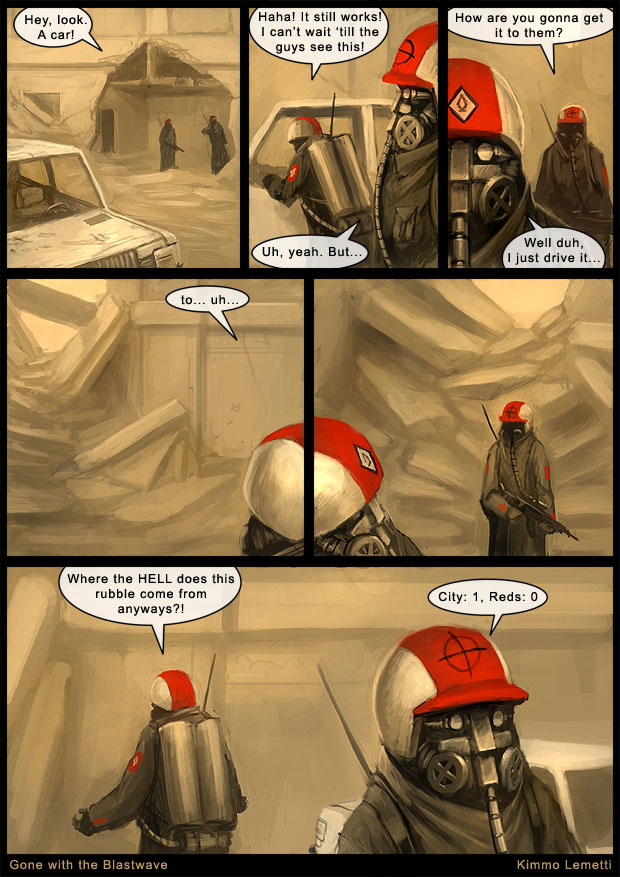 Hey, look.
A car!
Haha! It still works!
I can't wait ‘till the
guys see this!
Uh, yeah. But...
How are you gonna get
it to them?
Well duh,
I just drive it...
to... uh...
Where the HELL does this
rubble come from
anyways?!
City: 1, Reds: 0
Gone with the Blastwave
Kimmo Lemetti